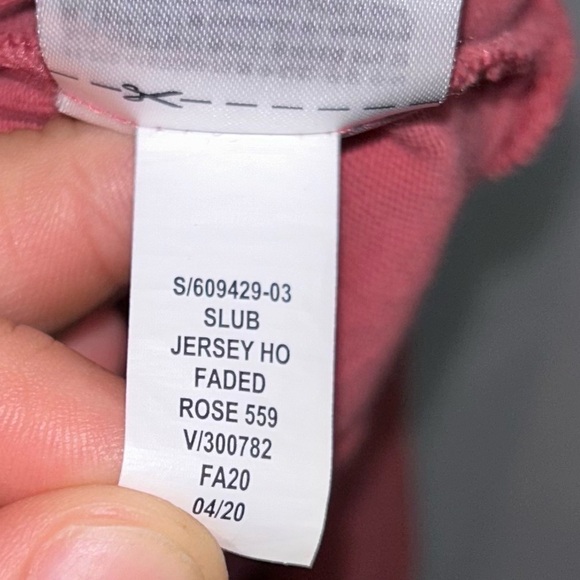 S/609429-03
SLUB
JERSEY HO
FADED
ROSE 559
V/300782
FA20
04/20